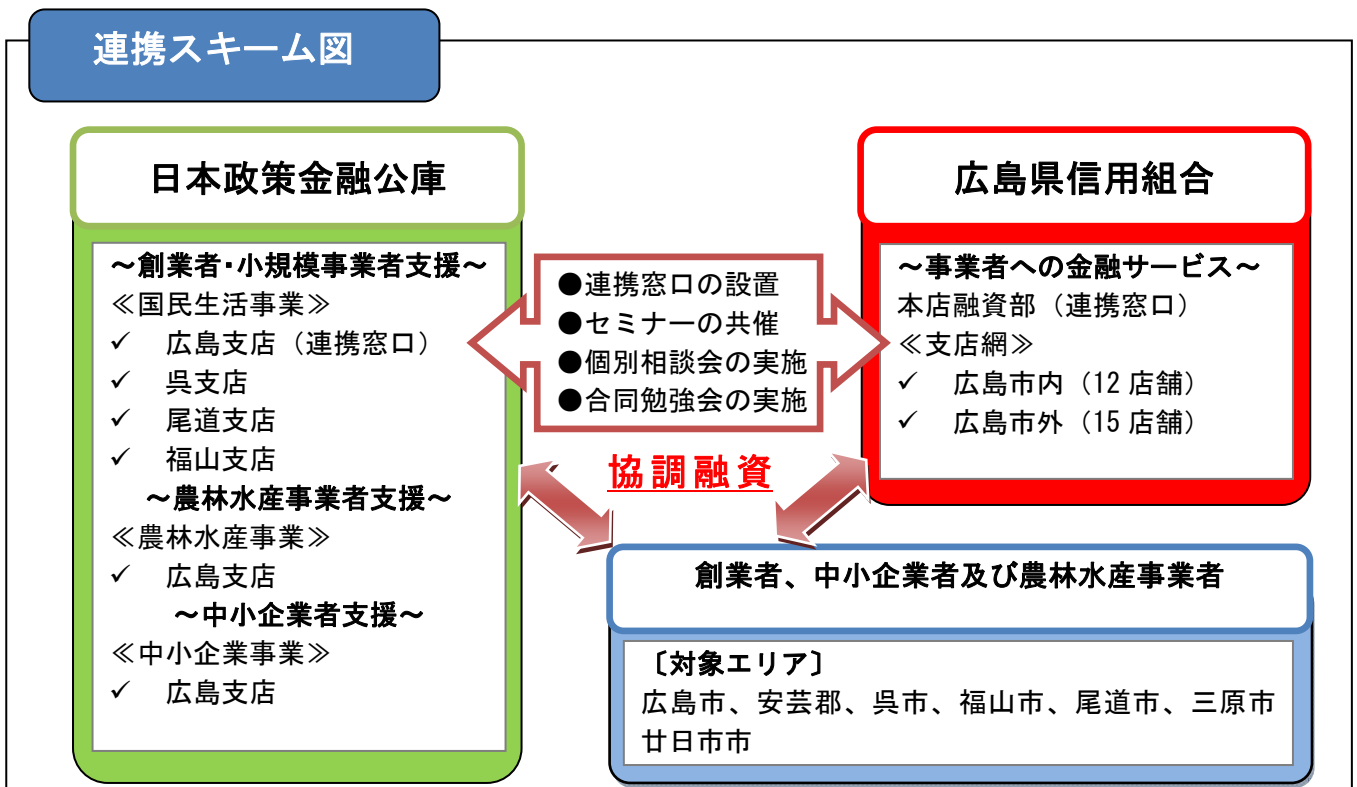 連携スキーム図
日本政策金融公庫
~創業者・小規模事業者支援~
≪国民生活事業≫
✓ 広島支店（連携窓口）
✓ 呉支店
✓ 尾道支店
✓ 福山支店
~農林水産事業者支援~
≪農林水産事業≫
✓ 広島支店
~中小企業者支援~
≪中小企業事業≫
✓ 広島支店
●連携窓口の設置
●セミナーの共催
●個別相談会の実施
●合同勉強会の実施
協調融資
広島県信用組合
~事業者への金融サービス~
本店融資部（連携窓口）
≪支店網≫
✓ 広島市内（12 店舗）
✓ 広島市外（15 店舗）
創業者、中小企業者及び農林水産事業者
〔対象エリア〕
広島市、安芸郡、呉市、福山市、尾道市、三原市
廿日市市